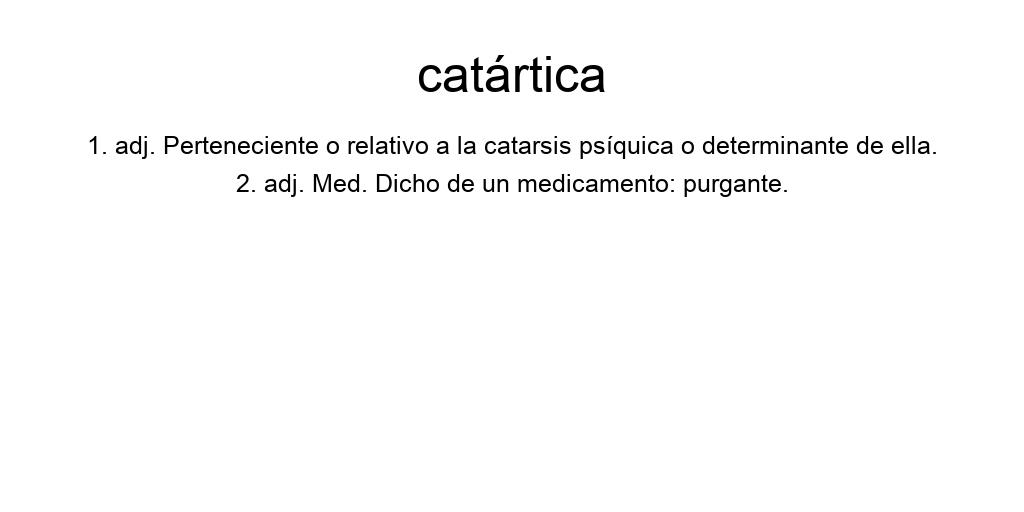 catártica
1. adj. Perteneciente o relativo a la catarsis psíquica o determinante de ella.
2. adj. Med. Dicho de un medicamento: purgante.